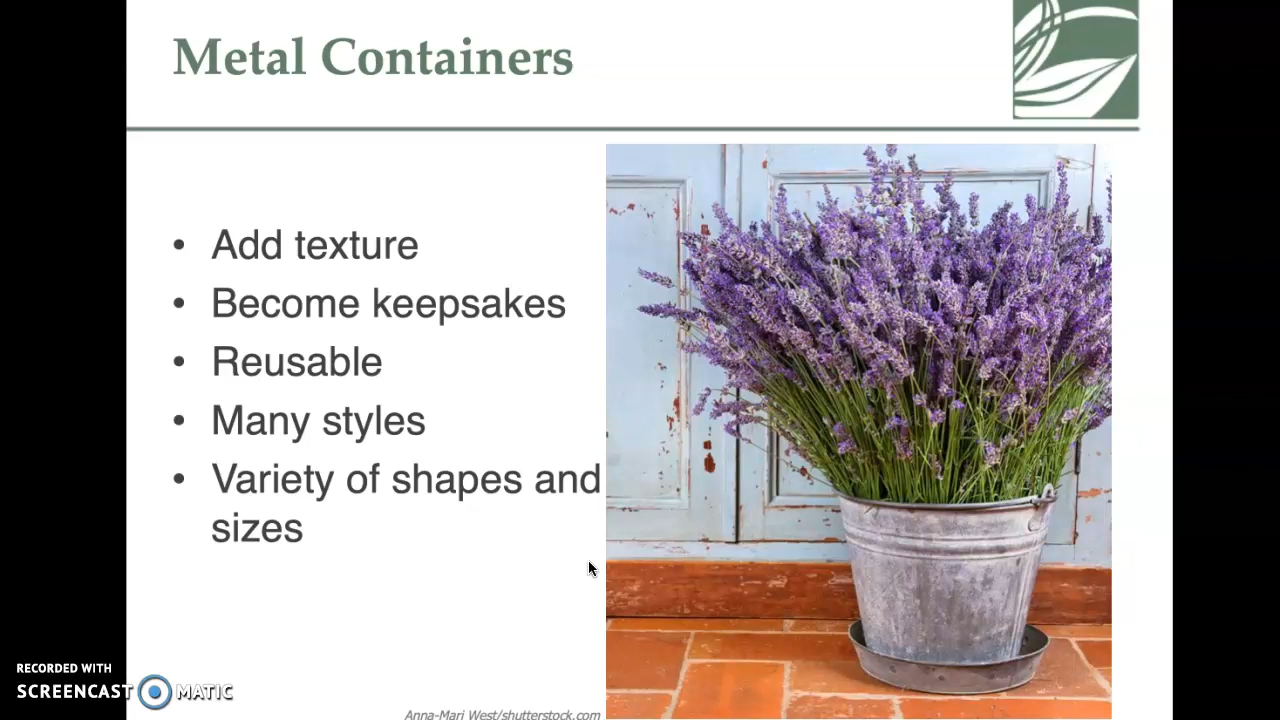 Metal Containers
• Add texture
• Become keepsakes
• Reusable
• Many styles
• Variety of shapes and
sizes
RECORDED WITH
SCREENCAST MATIC
Anna-Mari West/shutterstock.com